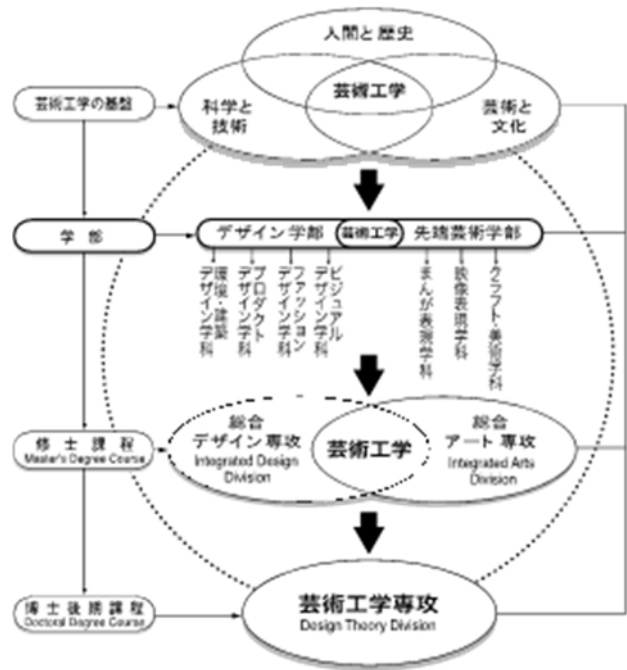 人間と歴史
芸術工学の基盤
科学と
技術
芸術工学
芸術と
文化
学部
デザイン学部
芸術工学
先端芸術学部
環境・建築
デザイン学科
プロダクト
デザイン学科
ファッション
デザイン学科
ビジュアル
デザイン学科
まんが表現学科
映像表現学科
クラフト・美術学科
修士課程
Master's Degree Course
総合
デザイン専攻
Integrated Design
Division
芸術工学
総合
アート専攻
Integrated Arts
Division
博士後期課程
Doctoral Degree Course
芸術工学専攻
Design Theory Division